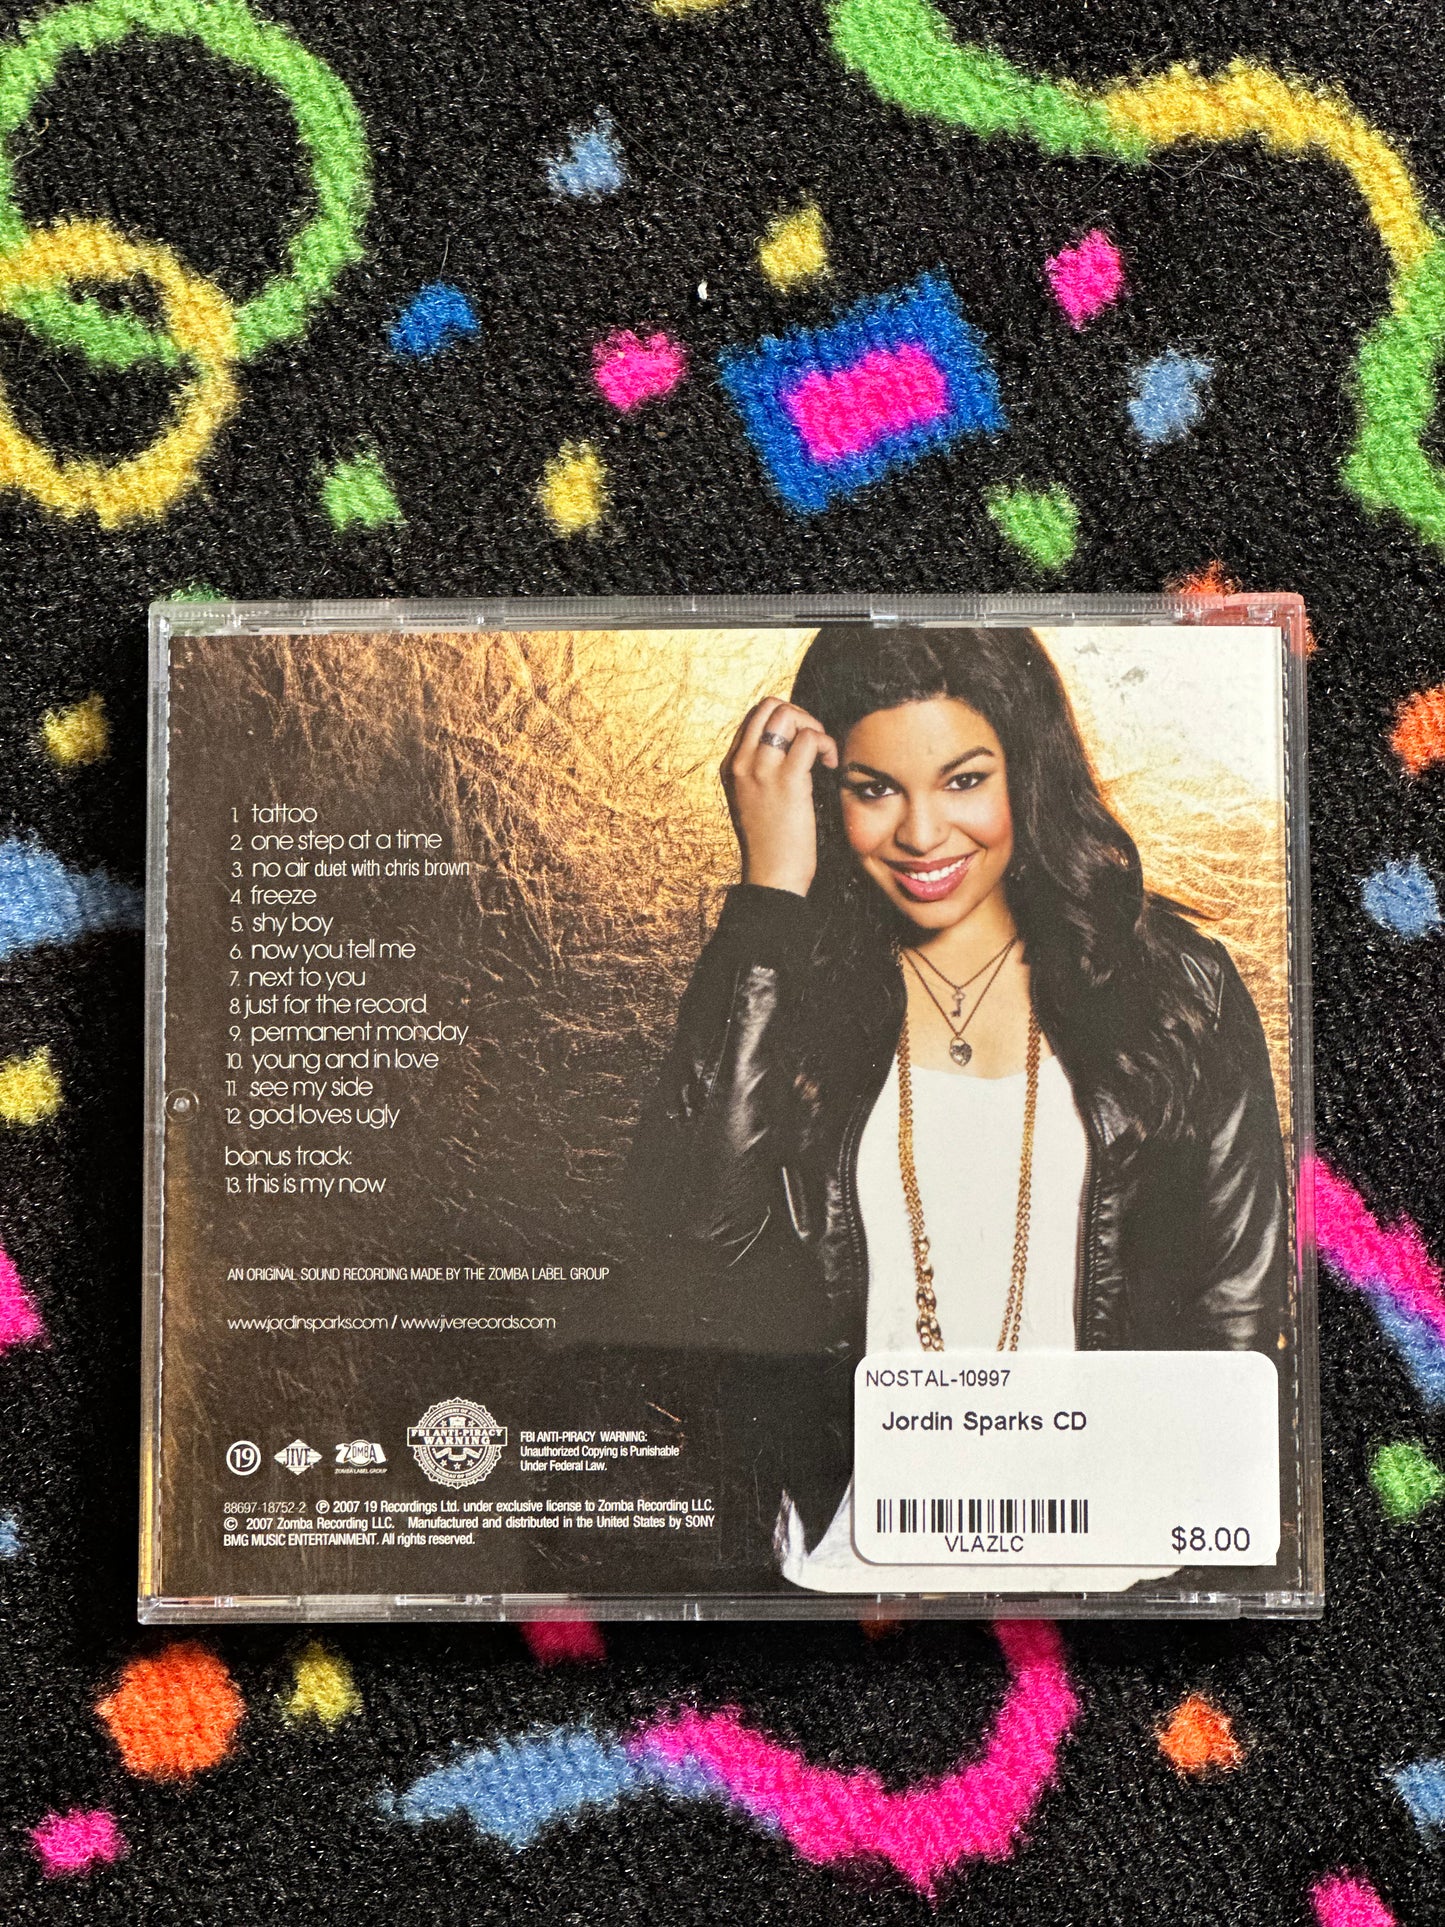 1. tattoo
2. one step at a time
3. no air duet with chris brown
4. freeze
5. shy boy
6. now you tell me
7. next to you
8. just for the record
9. permanent monday
10. young and in love
11. see my side
12. god loves ugly
bonus track:
13. this is my now
AN ORIGINAL SOUND RECORDING MADE BY THE ZOMBA LABEL GROUP
www.jordinsparks.com / www.jiverecords.com
19
JIVE
ZOMBA
ZOMBA LABEL GROUP
FBI ANTI-PIRACY
WARNING
FBI ANTI-PIRACY WARNING:
Unauthorized Copying is Punishable
Under Federal Law.
88697-18752-2 ℗ 2007 19 Recordings Ltd. under exclusive license to Zomba Recording LLC.
© 2007 Zomba Recording LLC. Manufactured and distributed in the United States by SONY
BMG MUSIC ENTERTAINMENT. All rights reserved.
NOSTAL-10997
Jordin Sparks CD
VLAZLC
$8.00